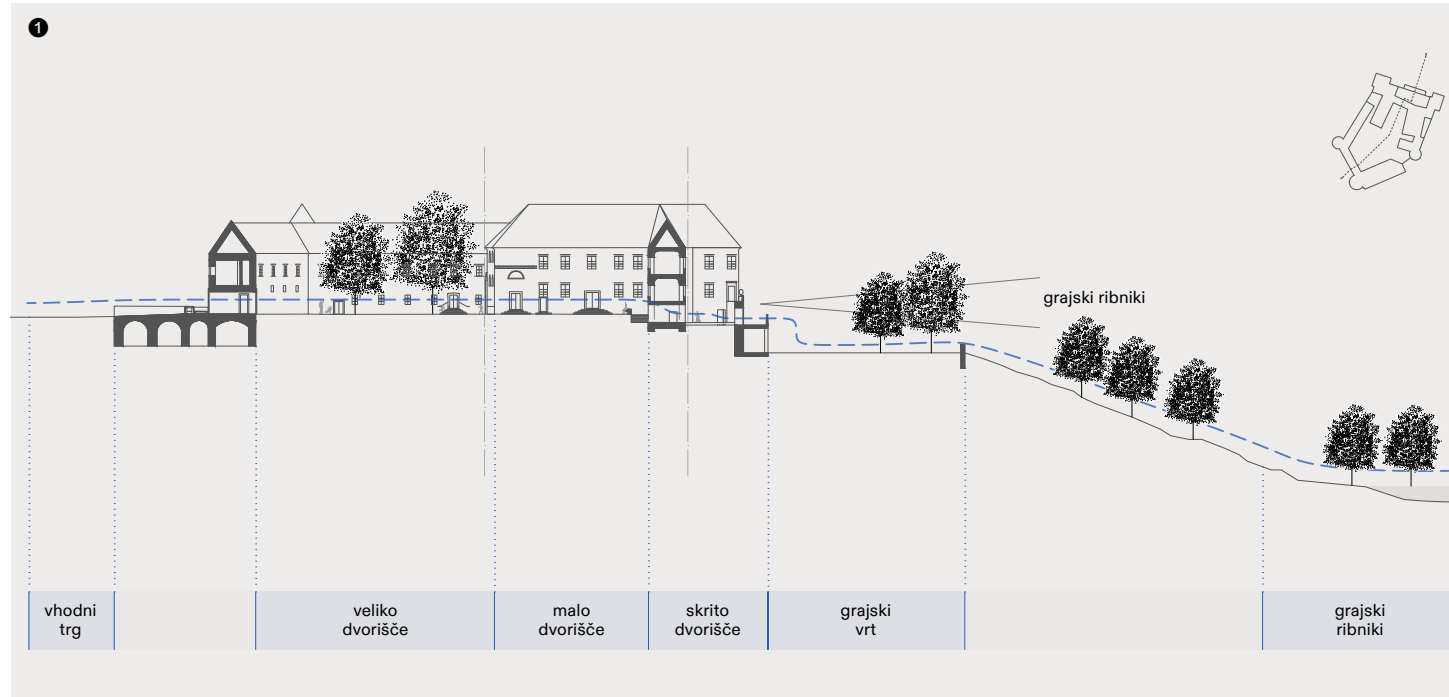 1
grajski ribniki
vhodni
trg
veliko
dvorišče
malo
dvorišče
skrito
dvorišče
grajski
vrt
grajski
ribniki